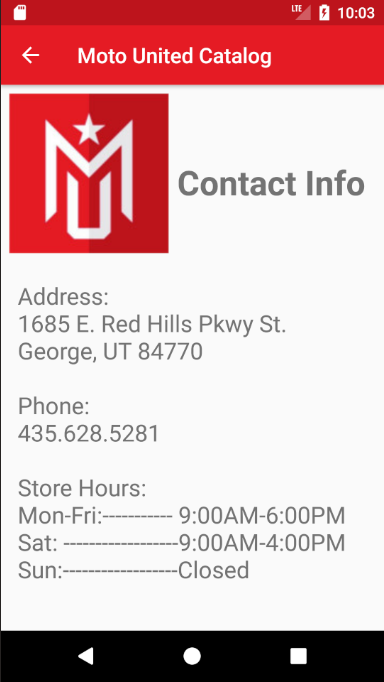 LTE 10:03
Moto United Catalog
MU
Contact Info
Address:
1685 E. Red Hills Pkwy St.
George, UT 84770
Phone:
435.628.5281
Store Hours:
Mon-Fri:----------- 9:00AM-6:00PM
Sat: ------------------9:00AM-4:00PM
Sun:------------------Closed